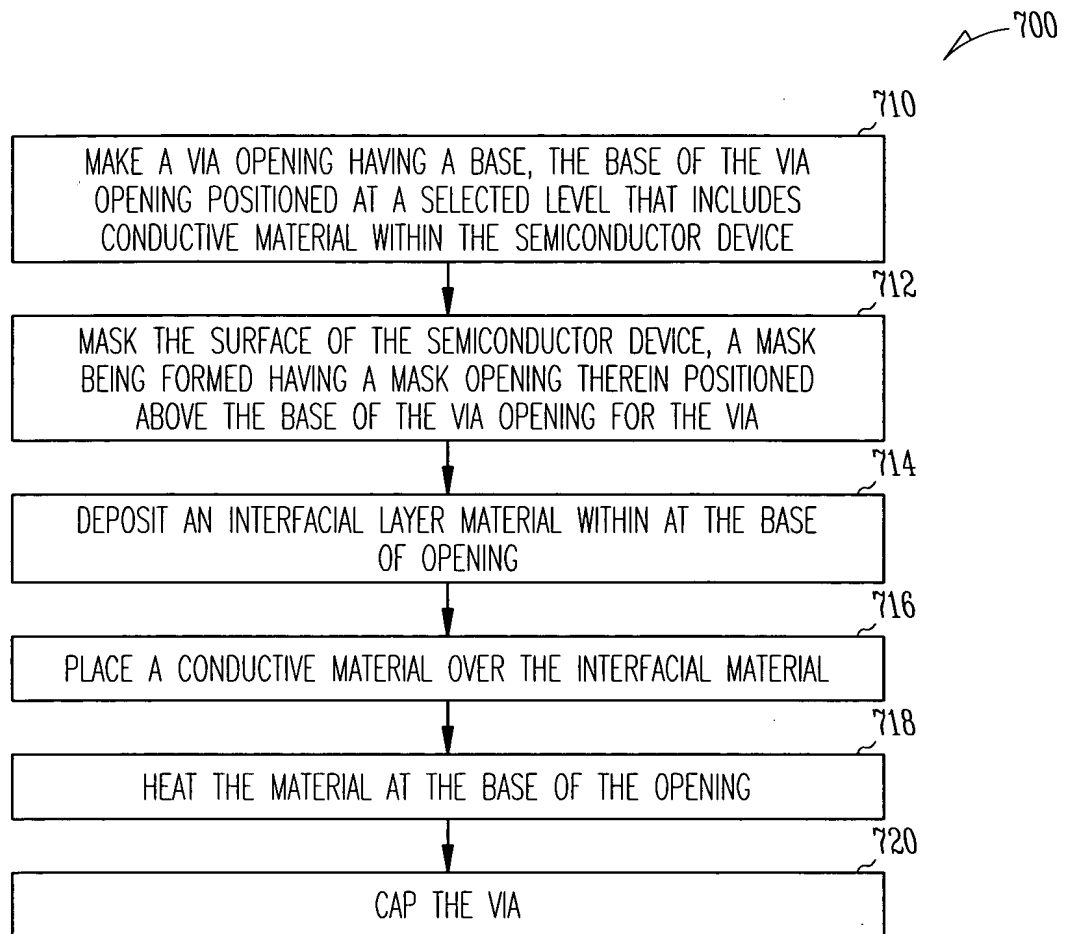 700
710
MAKE A VIA OPENING HAVING A BASE, THE BASE OF THE VIA
OPENING POSITIONED AT A SELECTED LEVEL THAT INCLUDES
CONDUCTIVE MATERIAL WITHIN THE SEMICONDUCTOR DEVICE
712
MASK THE SURFACE OF THE SEMICONDUCTOR DEVICE, A MASK
BEING FORMED HAVING A MASK OPENING THEREIN POSITIONED
ABOVE THE BASE OF THE VIA OPENING FOR THE VIA
714
DEPOSIT AN INTERFACIAL LAYER MATERIAL WITHIN AT THE BASE
OF OPENING
716
PLACE A CONDUCTIVE MATERIAL OVER THE INTERFACIAL MATERIAL
718
HEAT THE MATERIAL AT THE BASE OF THE OPENING
720
CAP THE VIA